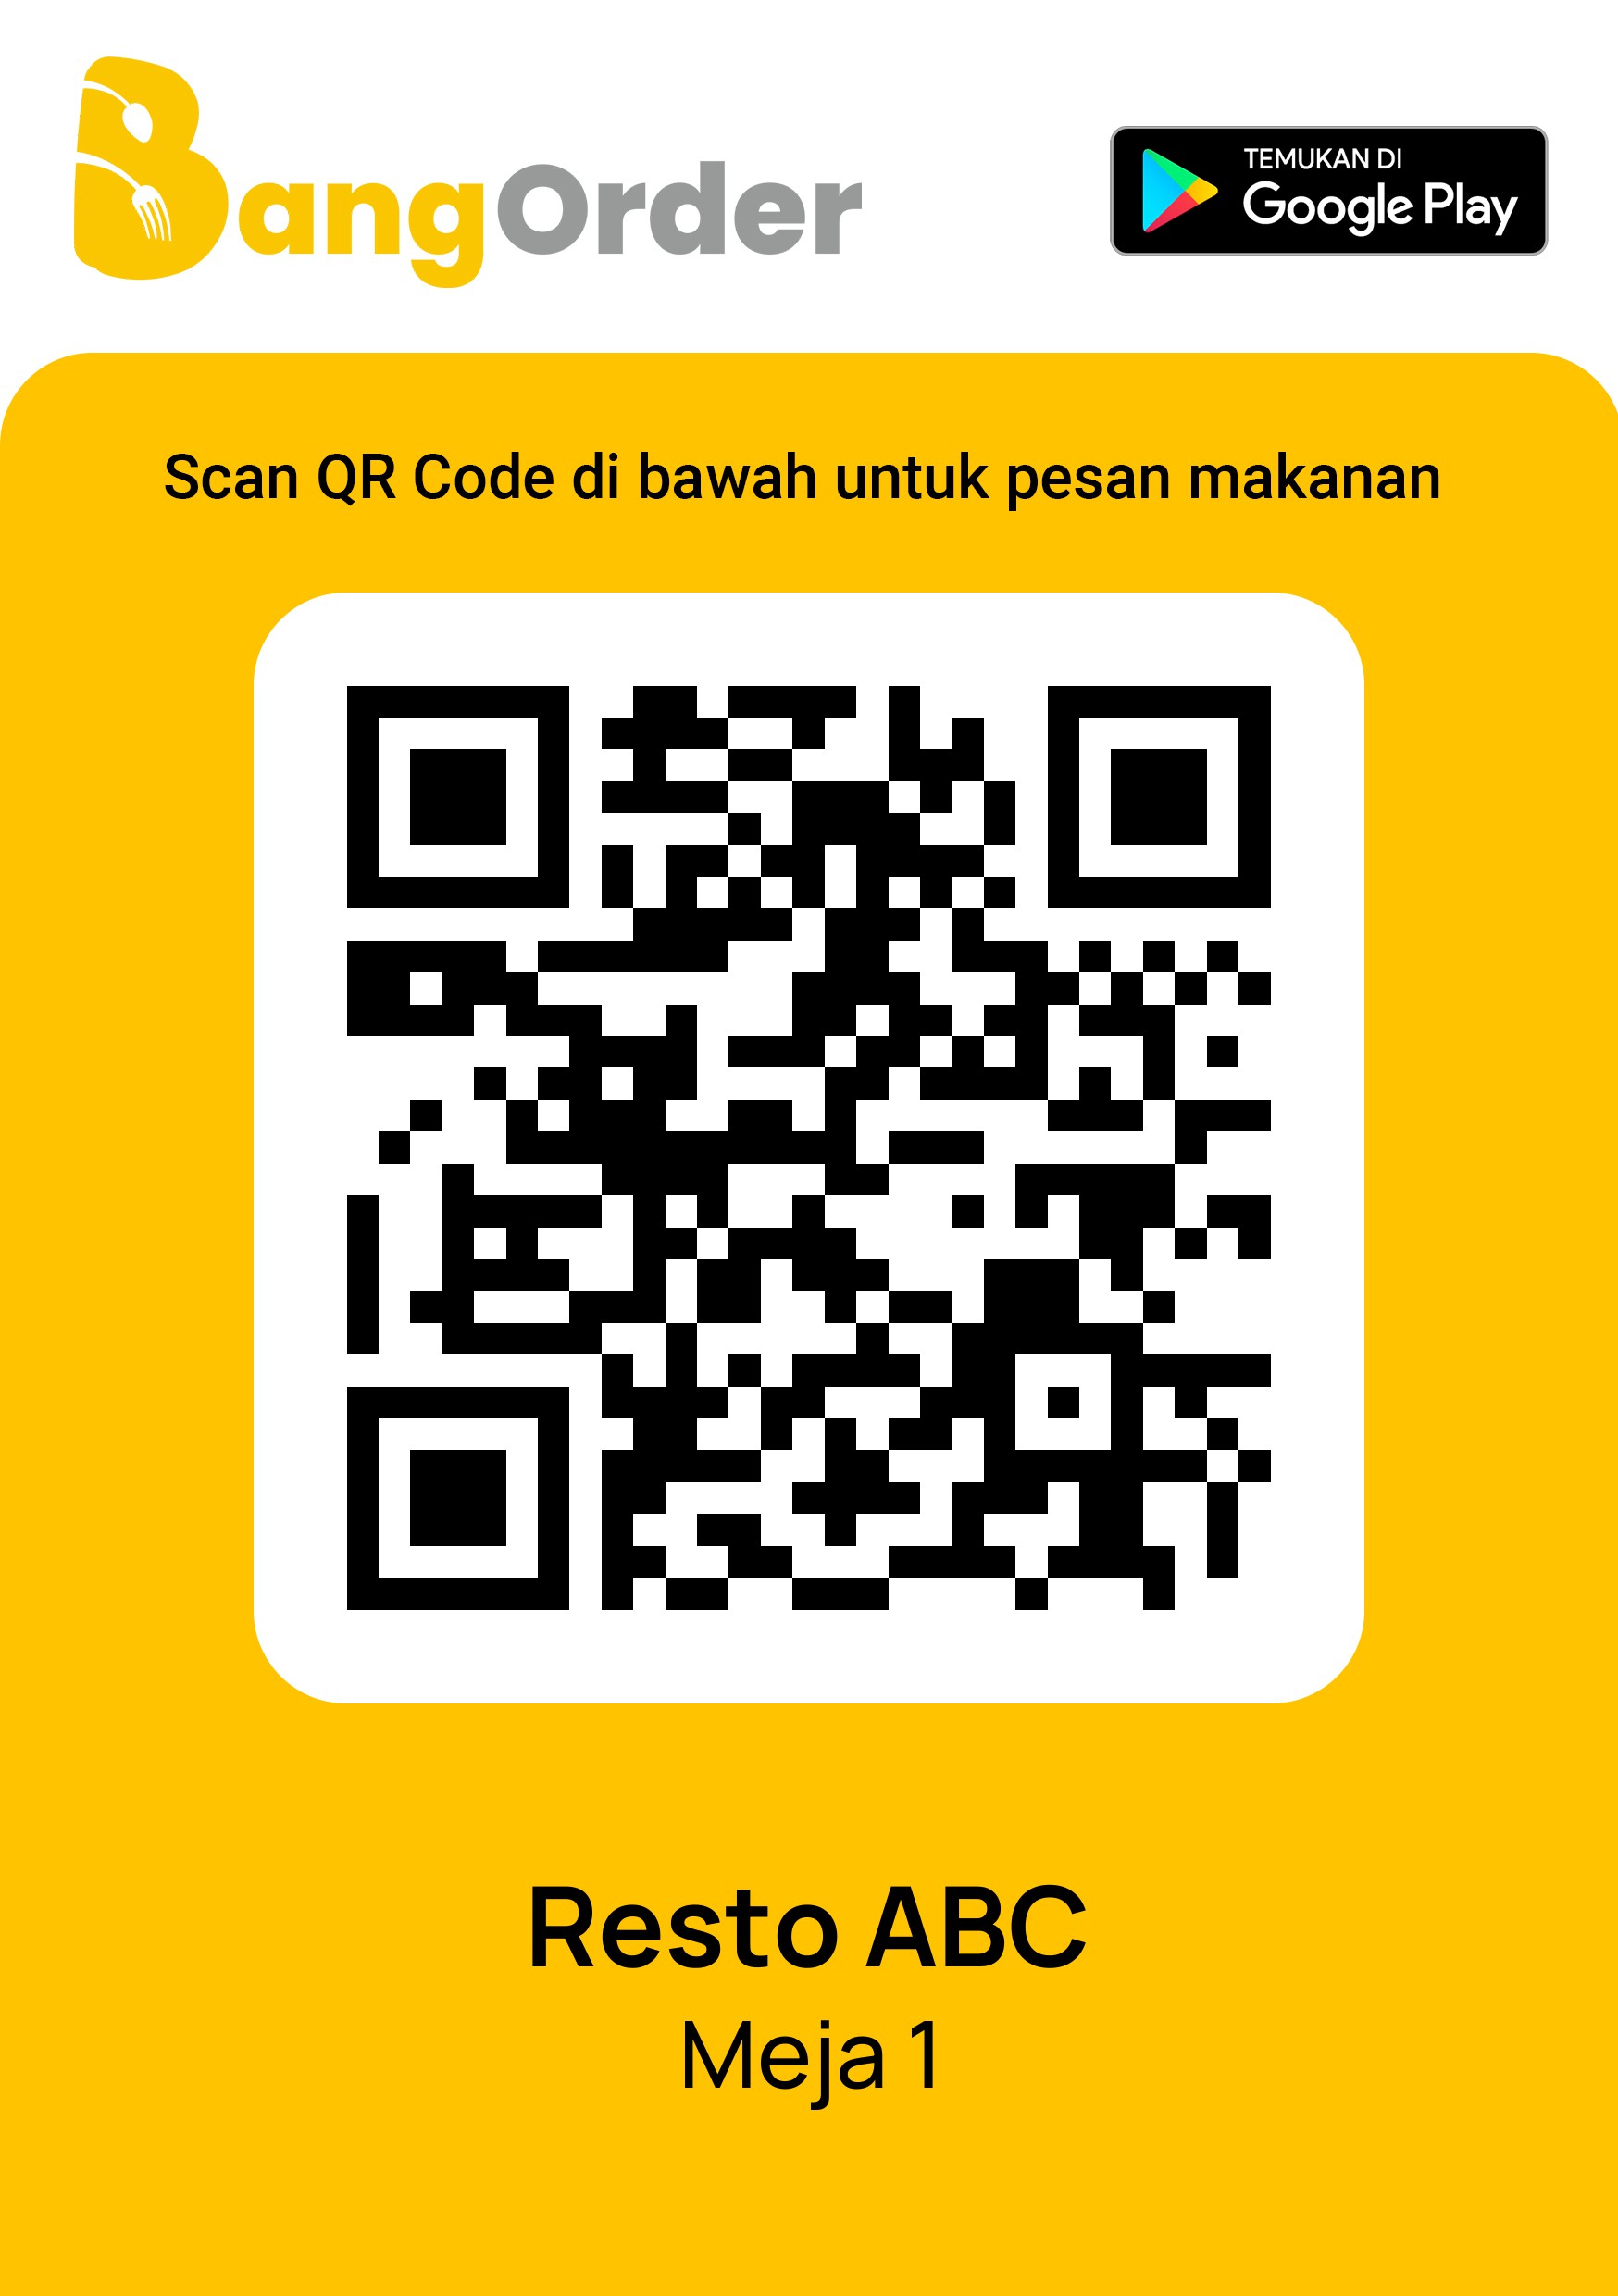 BangOrder
TEMUKAN DI
Google Play
Scan QR Code di bawah untuk pesan makanan
Resto ABC
Meja 1